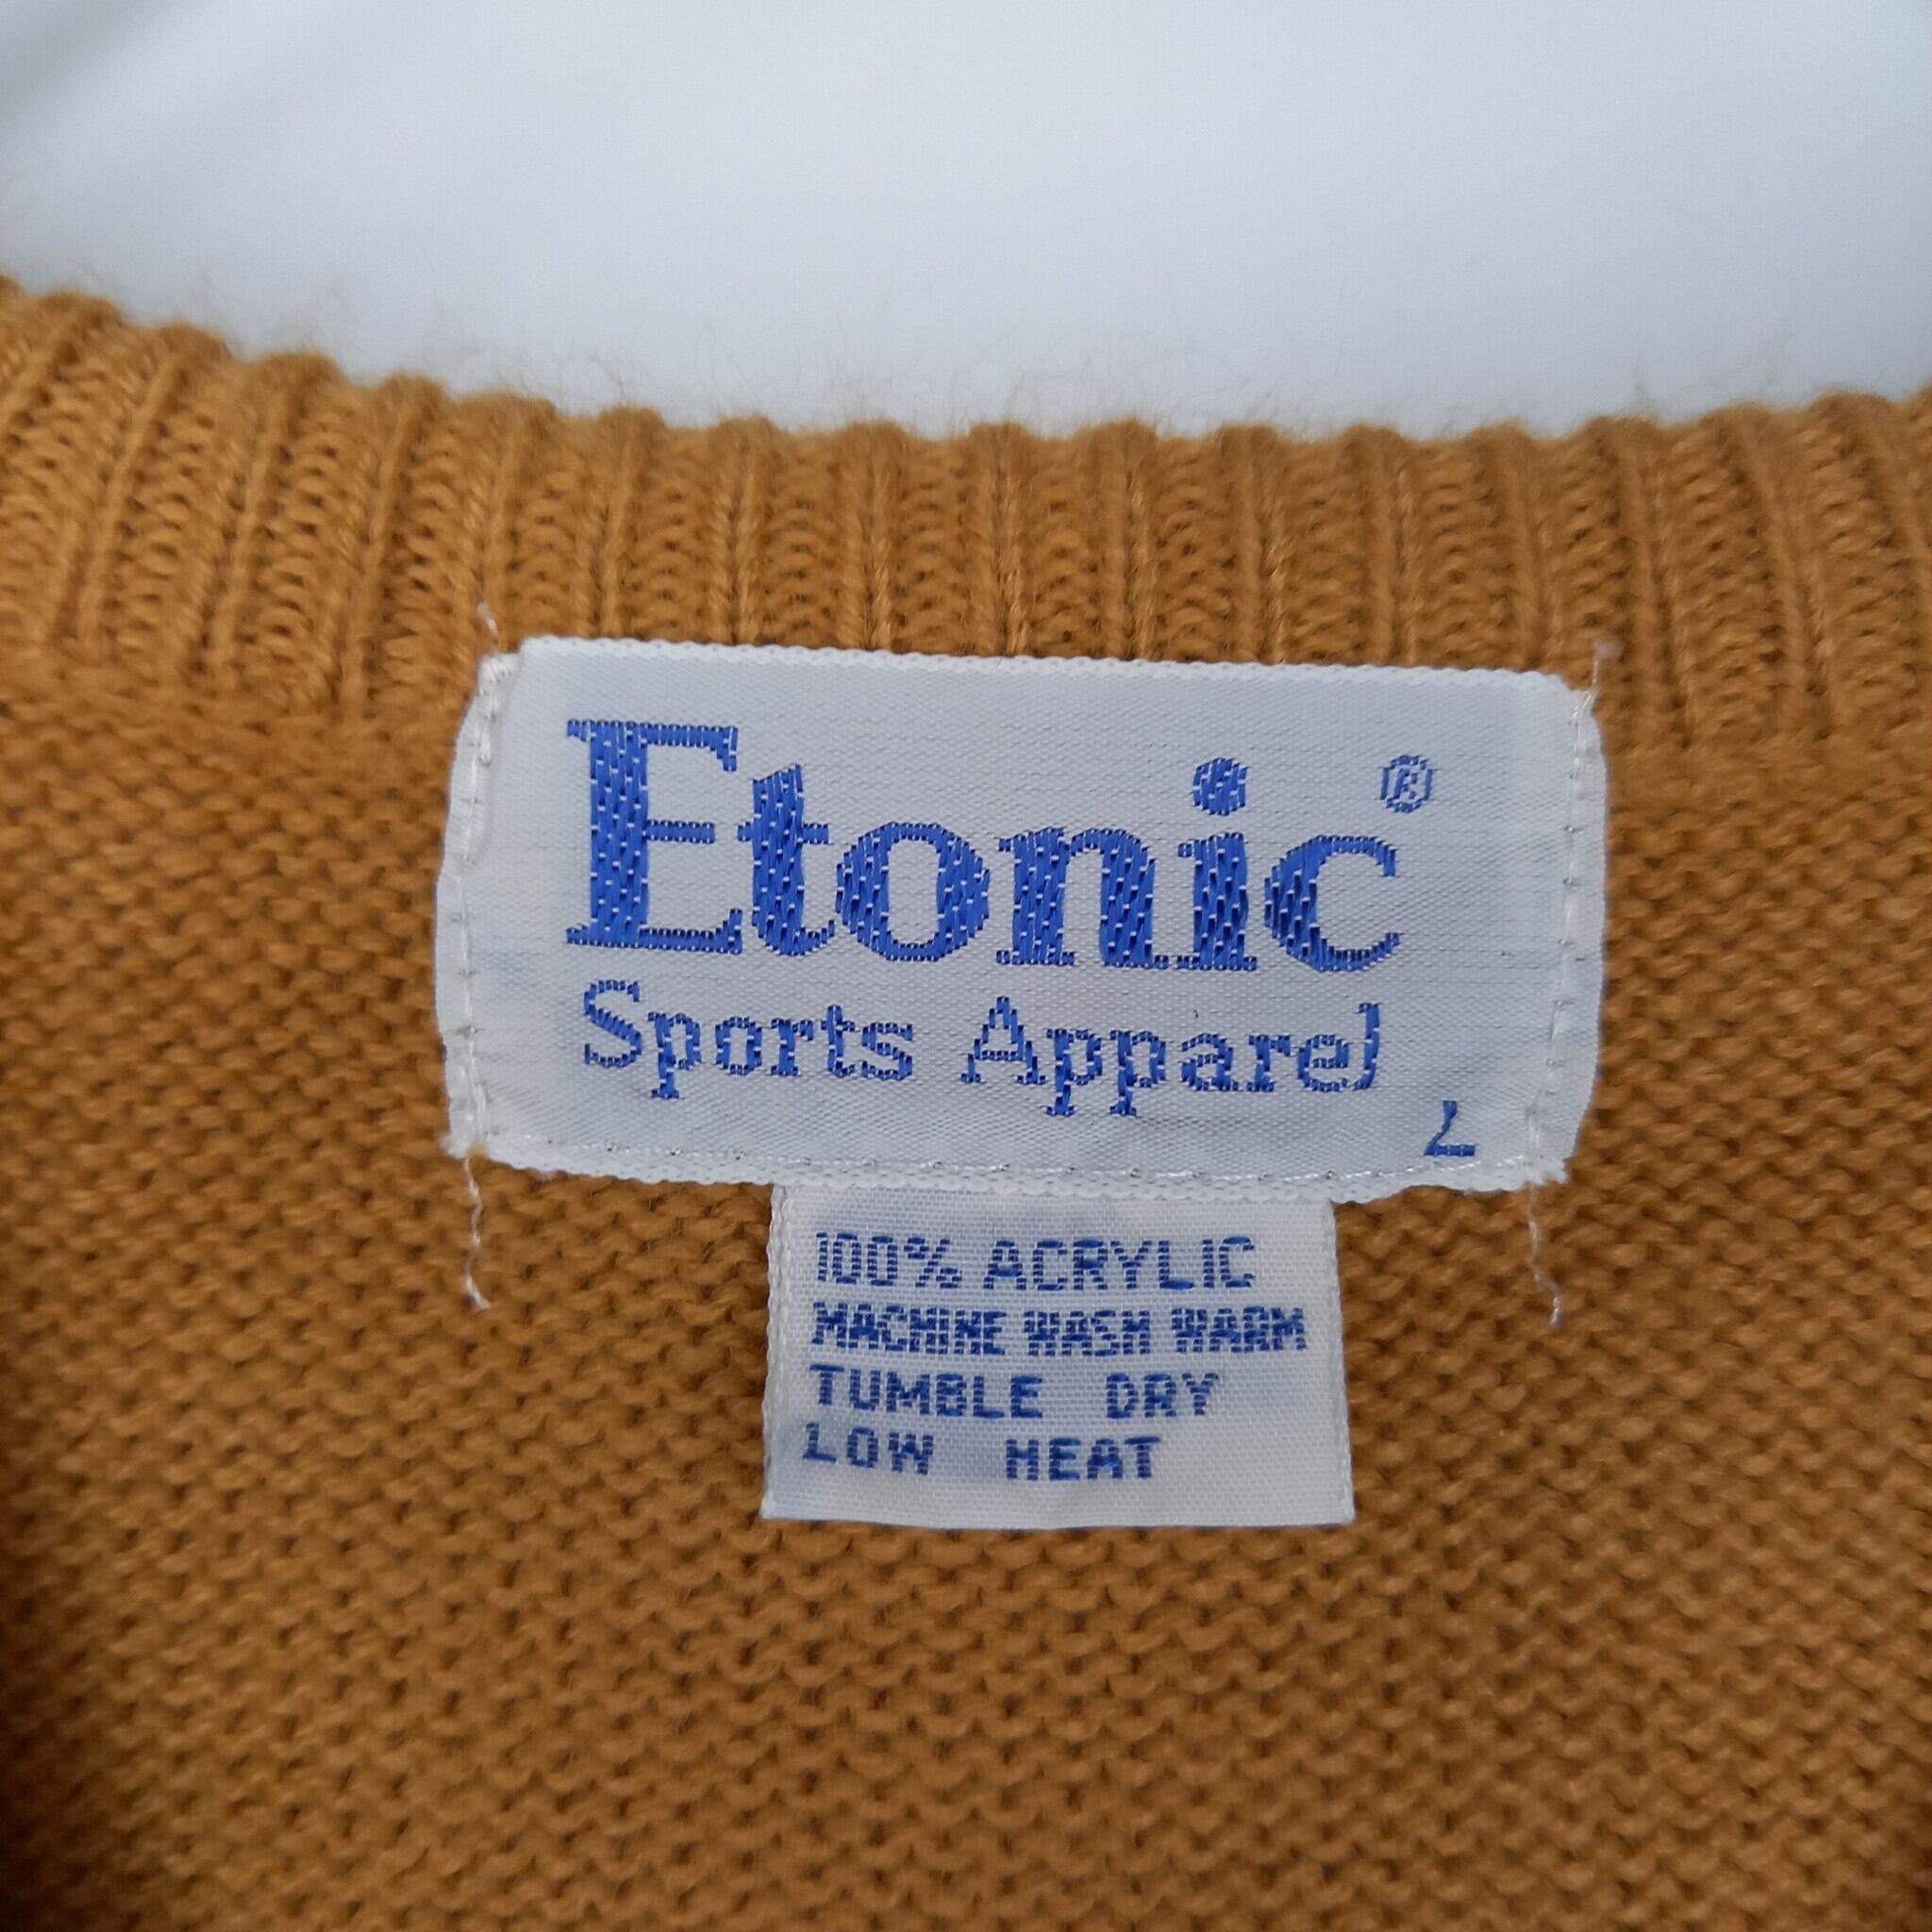 Etonic®
Sports Apparel
L
100% ACRYLIC
MACHINE WASH WARM
TUMBLE DRY
LOW HEAT